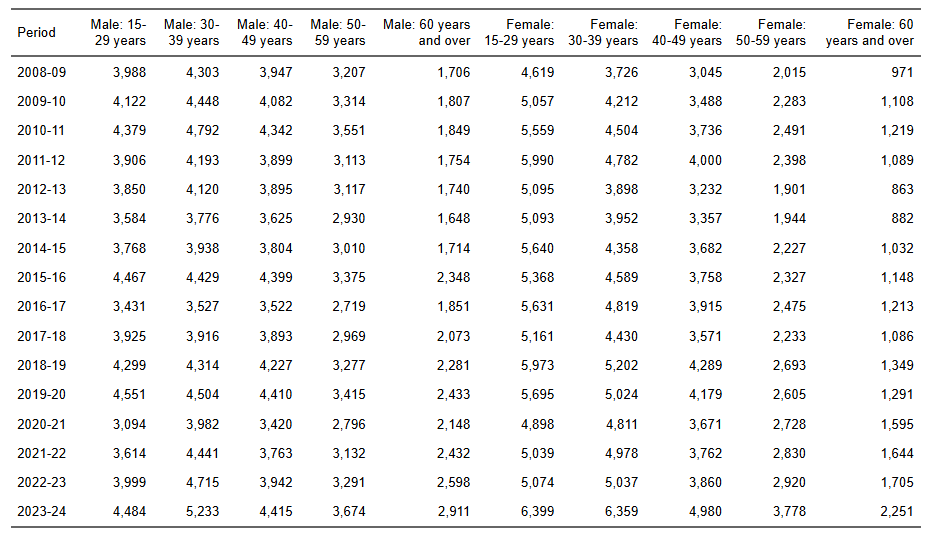 Period Male: 15-29 years Male: 30-39 years Male: 40-49 years Male: 50-59 years Male: 60 years and over Female: 15-29 years Female: 30-39 years Female: 40-49 years Female: 50-59 years Female: 60 years and over
2008-09 3,988 4,303 3,947 3,207 1,706 4,619 3,726 3,045 2,015 971
2009-10 4,122 4,448 4,082 3,314 1,807 5,057 4,212 3,488 2,283 1,108
2010-11 4,379 4,792 4,342 3,551 1,849 5,559 4,504 3,736 2,491 1,219
2011-12 3,906 4,193 3,899 3,113 1,754 5,990 4,782 4,000 2,398 1,089
2012-13 3,850 4,120 3,895 3,117 1,740 5,095 3,898 3,232 1,901 863
2013-14 3,584 3,776 3,625 2,930 1,648 5,093 3,952 3,357 1,944 882
2014-15 3,768 3,938 3,804 3,010 1,714 5,640 4,358 3,682 2,227 1,032
2015-16 4,467 4,429 4,399 3,375 2,348 5,368 4,589 3,758 2,327 1,148
2016-17 3,431 3,527 3,522 2,719 1,851 5,631 4,819 3,915 2,475 1,213
2017-18 3,925 3,916 3,893 2,969 2,073 5,161 4,430 3,571 2,233 1,086
2018-19 4,299 4,314 4,227 3,277 2,281 5,973 5,202 4,289 2,693 1,349
2019-20 4,551 4,504 4,410 3,415 2,433 5,695 5,024 4,179 2,605 1,291
2020-21 3,094 3,982 3,420 2,796 2,148 4,898 4,811 3,671 2,728 1,595
2021-22 3,614 4,441 3,763 3,132 2,432 5,039 4,978 3,762 2,830 1,644
2022-23 3,999 4,715 3,942 3,291 2,598 5,074 5,037 3,860 2,920 1,705
2023-24 4,484 5,233 4,415 3,674 2,911 6,399 6,359 4,980 3,778 2,251